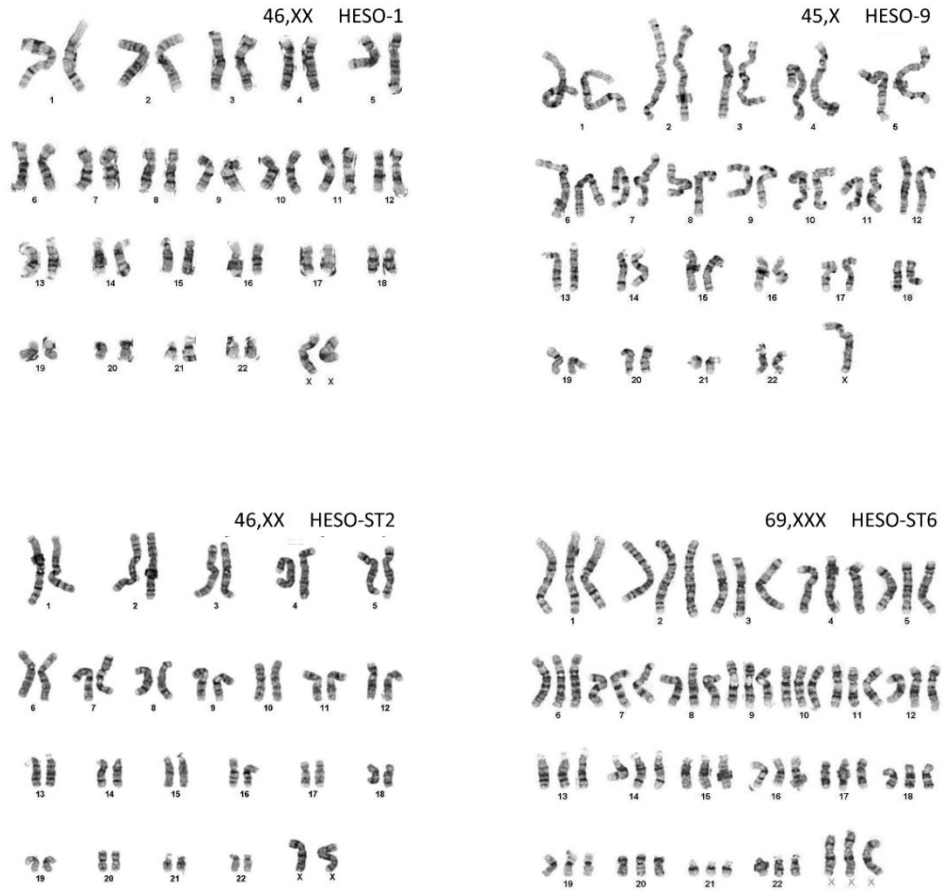 46,XX HESO-1
1 2 3 4 5
6 7 8 9 10 11 12
13 14 15 16 17 18
19 20 21 22 X X
45,X HESO-9
1 2 3 4 5
6 7 8 9 10 11 12
13 14 15 16 17 18
19 20 21 22 X
46,XX HESO-ST2
1 2 3 4 5
6 7 8 9 10 11 12
13 14 15 16 17 18
19 20 21 22 X X
69,XXX HESO-ST6
1 2 3 4 5
6 7 8 9 10 11 12
13 14 15 16 17 18
19 20 21 22 X X X